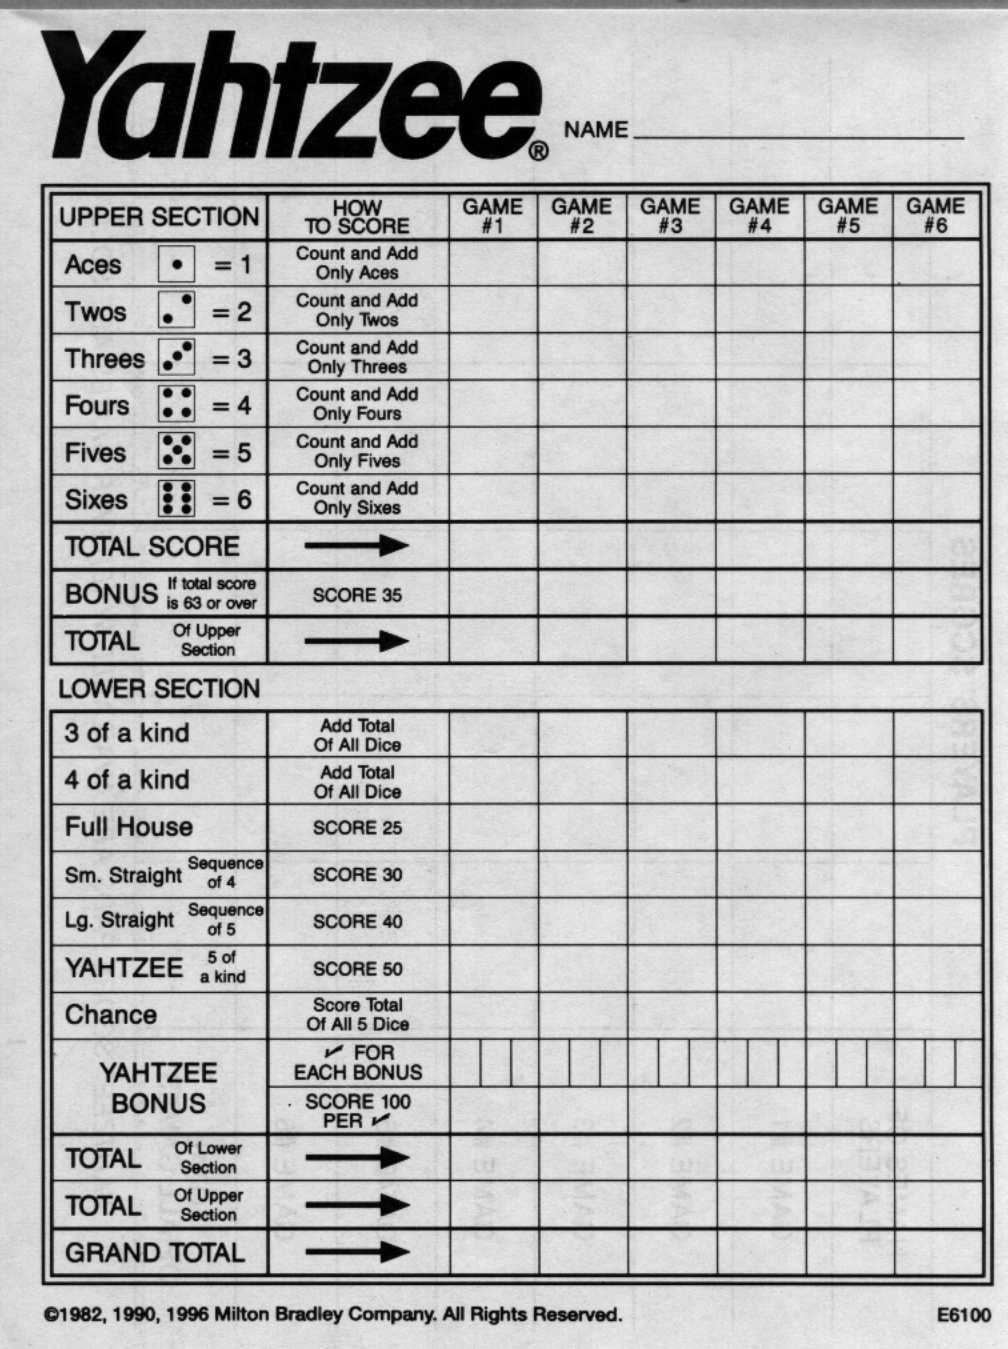 Yahtzee®
NAME
UPPER SECTION HOW TO SCORE GAME #1 GAME #2 GAME #3 GAME #4 GAME #5 GAME #6
Aces = 1 Count and Add Only Aces
Twos = 2 Count and Add Only Twos
Threes = 3 Count and Add Only Threes
Fours = 4 Count and Add Only Fours
Fives = 5 Count and Add Only Fives
Sixes = 6 Count and Add Only Sixes
TOTAL SCORE
BONUS If total score is 63 or over SCORE 35
TOTAL Of Upper Section
LOWER SECTION
3 of a kind Add Total Of All Dice
4 of a kind Add Total Of All Dice
Full House SCORE 25
Sm. Straight Sequence of 4 SCORE 30
Lg. Straight Sequence of 5 SCORE 40
YAHTZEE 5 of a kind SCORE 50
Chance Score Total Of All 5 Dice
YAHTZEE BONUS ✓ FOR EACH BONUS
SCORE 100 PER ✓
TOTAL Of Lower Section
TOTAL Of Upper Section
GRAND TOTAL
©1982, 1990, 1996 Milton Bradley Company. All Rights Reserved. E6100